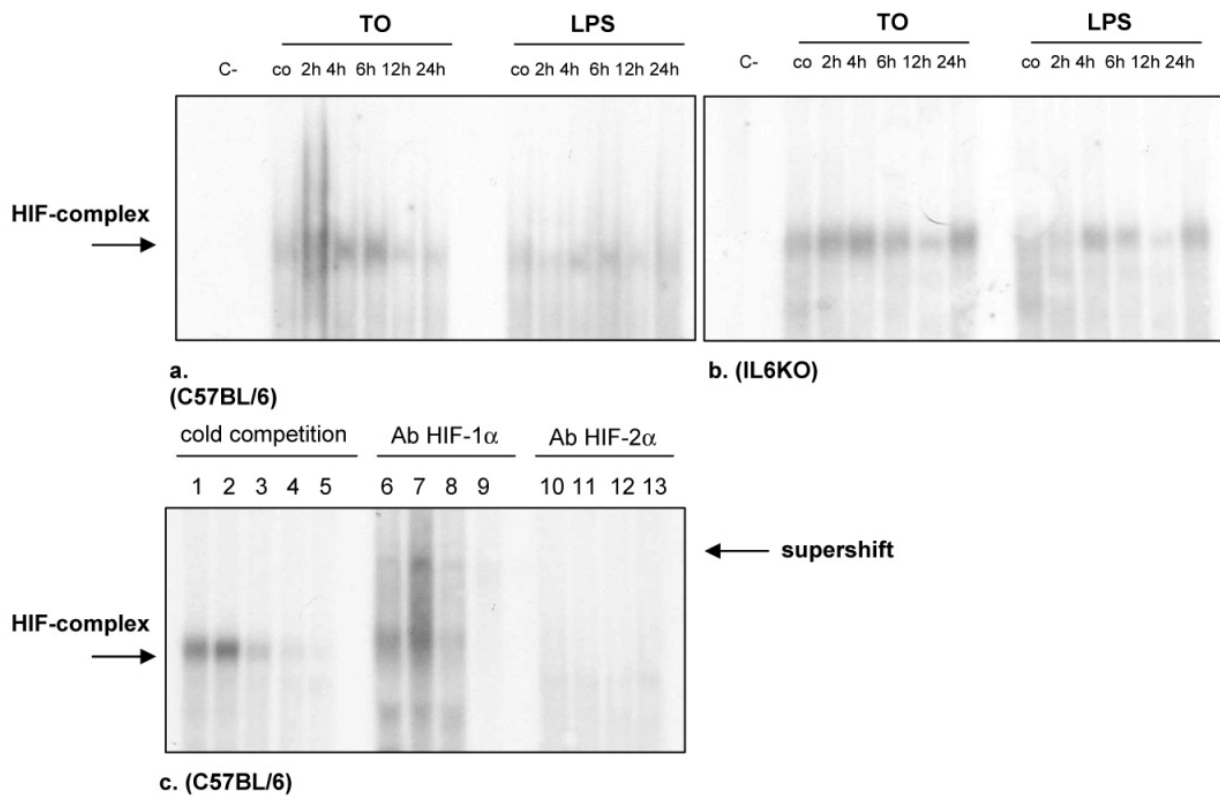 TO LPS
C- co 2h 4h 6h 12h 24h co 2h 4h 6h 12h 24h C- co 2h 4h 6h 12h 24h co 2h 4h 6h 12h 24h
HIF-complex
a.
(C57BL/6)
b. (IL6KO)
cold competition Ab HIF-1α Ab HIF-2α
1 2 3 4 5 6 7 8 9 10 11 12 13
supershift
HIF-complex
c. (C57BL/6)